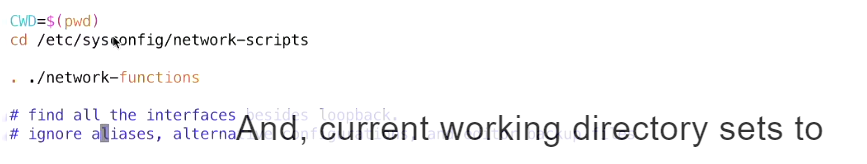 CWD=$(pwd)
cd /etc/sysconfig/network-scripts
. ./network-functions
# find all the interfaces besides loopback.
# ignore aliases, alterna
And, current working directory sets to